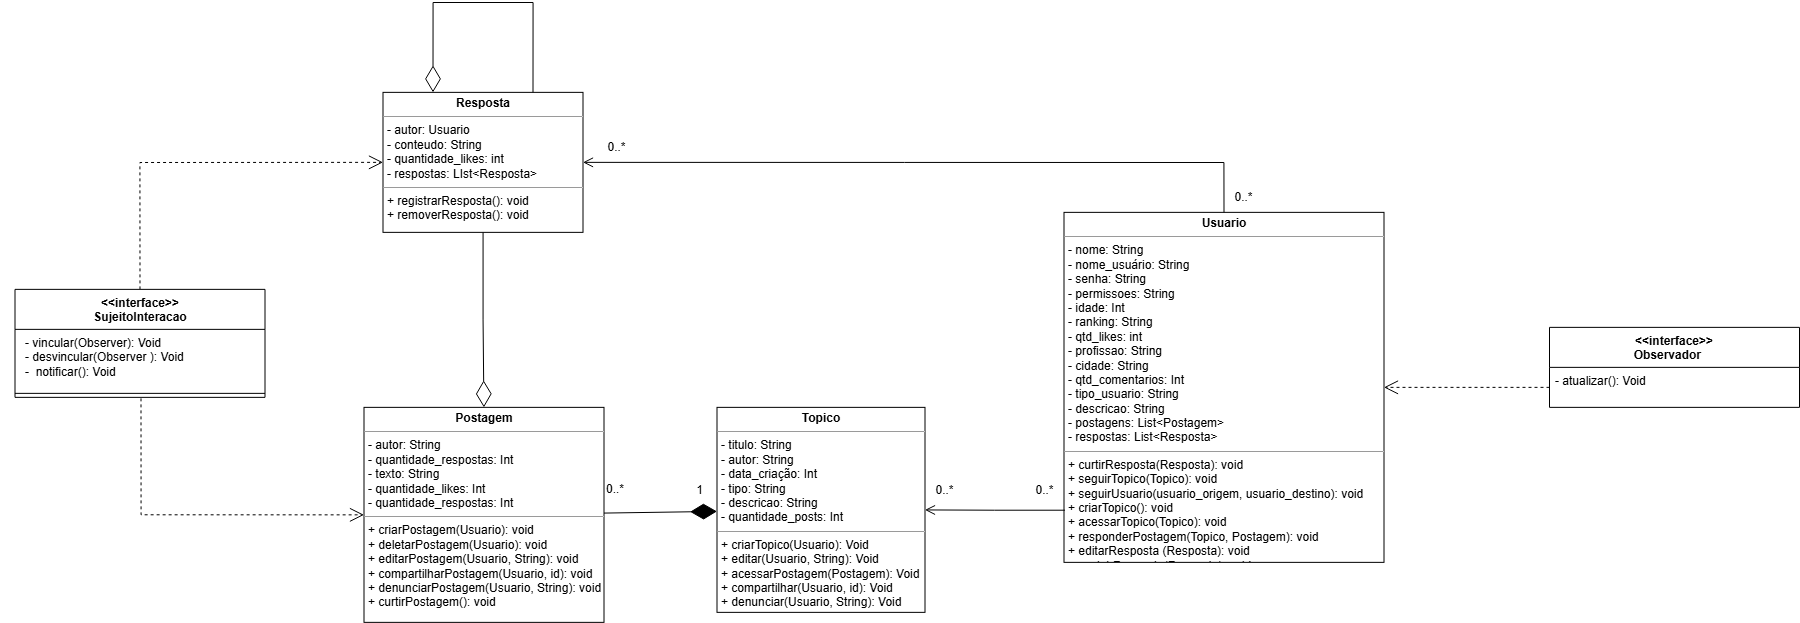 Resposta
- autor: Usuario
- conteudo: String
- quantidade_likes: int
- respostas: LIst<Resposta>
+ registrarResposta(): void
+ removerResposta(): void
0..*
0..*
Usuario
- nome: String
- nome_usuário: String
- senha: String
- permissoes: String
- idade: Int
- ranking: String
- qtd_likes: int
- profissao: String
- cidade: String
- qtd_comentarios: Int
- tipo_usuario: String
- descricao: String
- postagens: List<Postagem>
- respostas: List<Resposta>
+ curtirResposta(Resposta): void
+ seguirTopico(Topico): void
+ seguirUsuario(usuario_origem, usuario_destino): void
+ criarTopico(): void
+ acessarTopico(Topico): void
+ responderPostagem(Topico, Postagem): void
+ editarResposta (Resposta): void
<<interface>>
SujeitoInteracao
- vincular(Observer): Void
- desvincular(Observer ): Void
- notificar(): Void
<<interface>>
Observador
- atualizar(): Void
Postagem
- autor: String
- quantidade_respostas: Int
- texto: String
- quantidade_likes: Int
- quantidade_respostas: Int
+ criarPostagem(Usuario): void
+ deletarPostagem(Usuario): void
+ editarPostagem(Usuario, String): void
+ compartilharPostagem(Usuario, id): void
+ denunciarPostagem(Usuario, String): void
+ curtirPostagem(): void
0..*
1
Topico
- titulo: String
- autor: String
- data_criação: Int
- tipo: String
- descricao: String
- quantidade_posts: Int
+ criarTopico(Usuario): Void
+ editar(Usuario, String): Void
+ acessarPostagem(Postagem): Void
+ compartilhar(Usuario, id): Void
+ denunciar(Usuario, String): Void
0..*
0..*